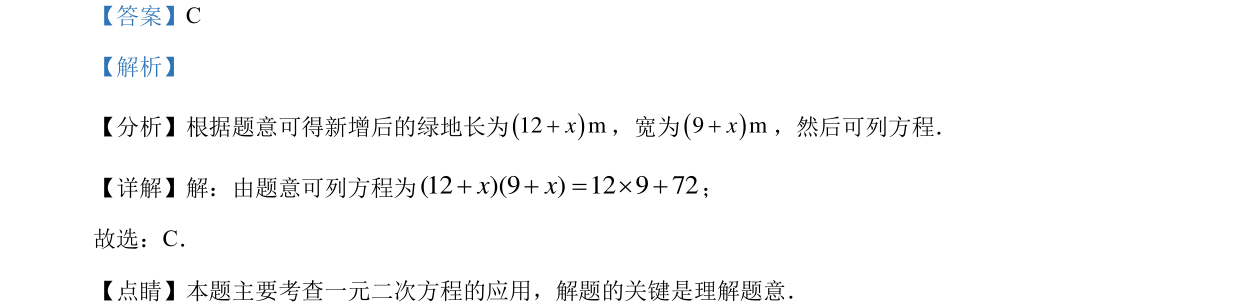 【答案】C
【解析】
【分析】根据题意可得新增后的绿地长为(12+x)m，宽为(9+x)m，然后可列方程．
【详解】解：由题意可列方程为(12+x)(9+x)=12×9+72；
故选：C．
【点睛】本题主要考查一元二次方程的应用，解题的关键是理解题意．